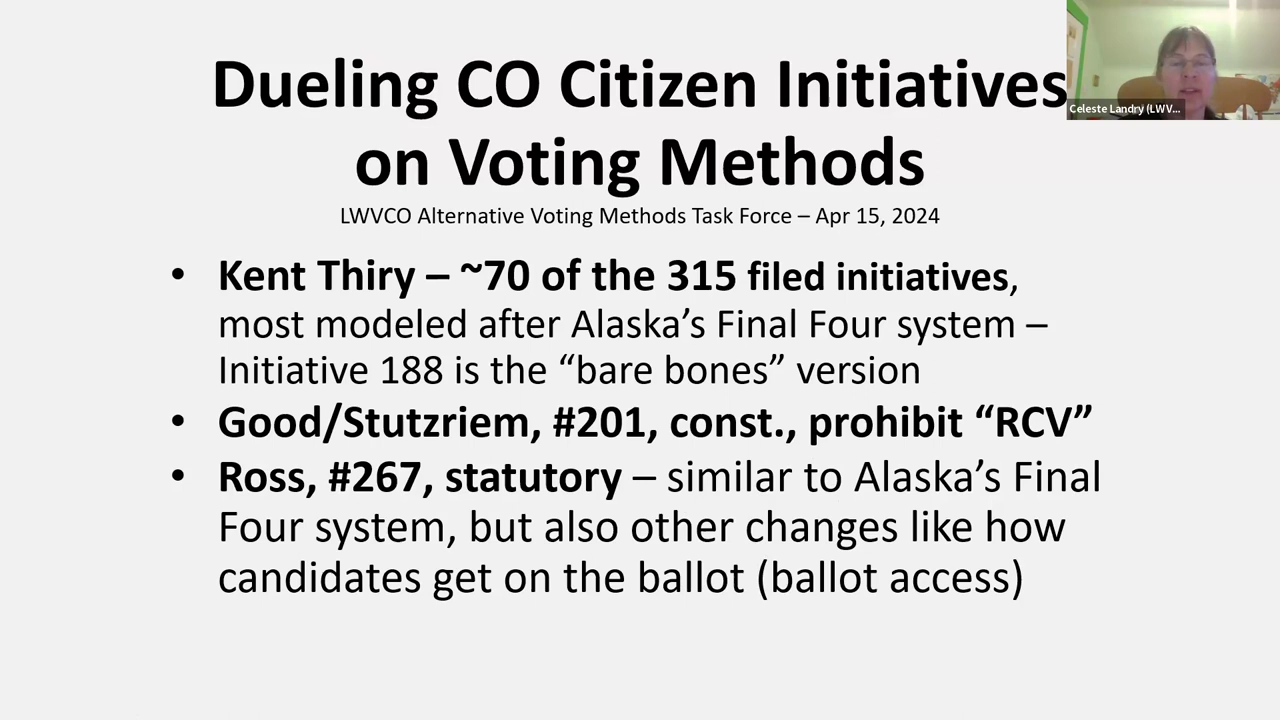 Dueling CO Citizen Initiatives
on Voting Methods
Celeste Landry (LWV...
LWVCO Alternative Voting Methods Task Force – Apr 15, 2024
• Kent Thiry – ~70 of the 315 filed initiatives,
most modeled after Alaska’s Final Four system –
Initiative 188 is the “bare bones” version
• Good/Stutzriem, #201, const., prohibit “RCV”
• Ross, #267, statutory – similar to Alaska’s Final
Four system, but also other changes like how
candidates get on the ballot (ballot access)